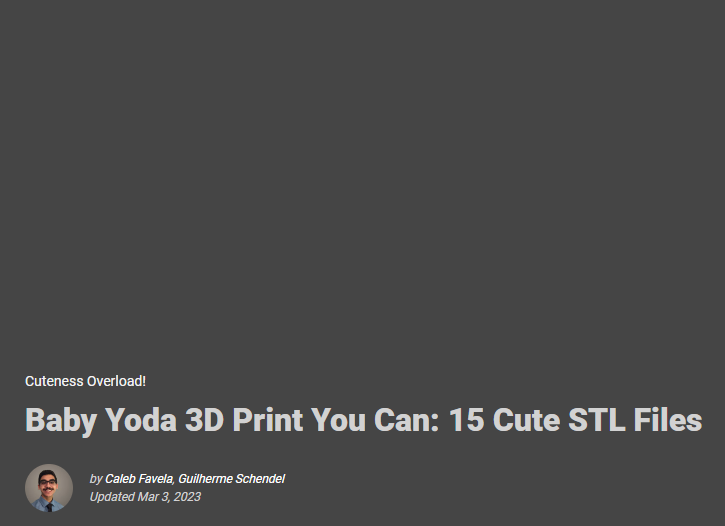 Cuteness Overload!
Baby Yoda 3D Print You Can: 15 Cute STL Files
by Caleb Favela, Guilherme Schendel
Updated Mar 3, 2023